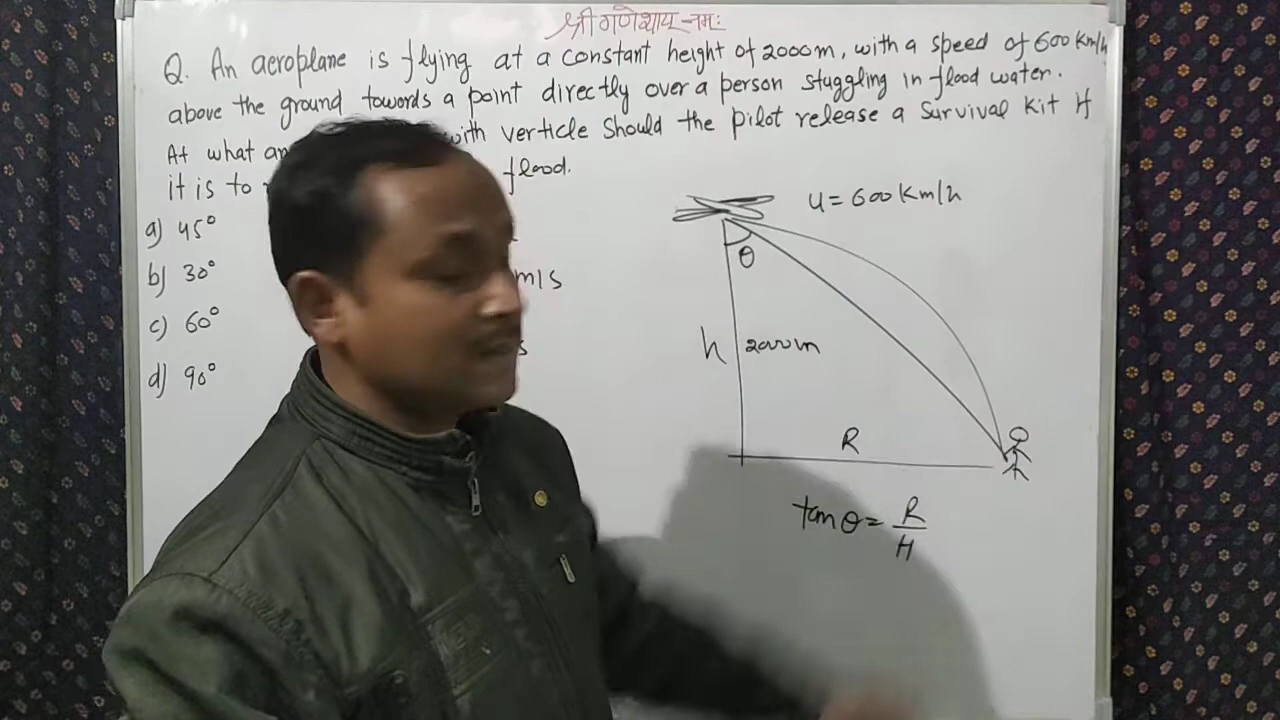 श्री गणेशाय नमः
Q. An aeroplane is flying at a constant height of 2000m, with a speed of 600 Km/h
above the ground towards a point directly over a person stuggling in flood water.
At what with verticle should the pilot release a survival kit if
it is to flood.
a) 45°
b) 30°
c) 60°
d) 90°
m/s
s
u = 600 Km/h
θ
h 2000m
R
tan θ = R/H